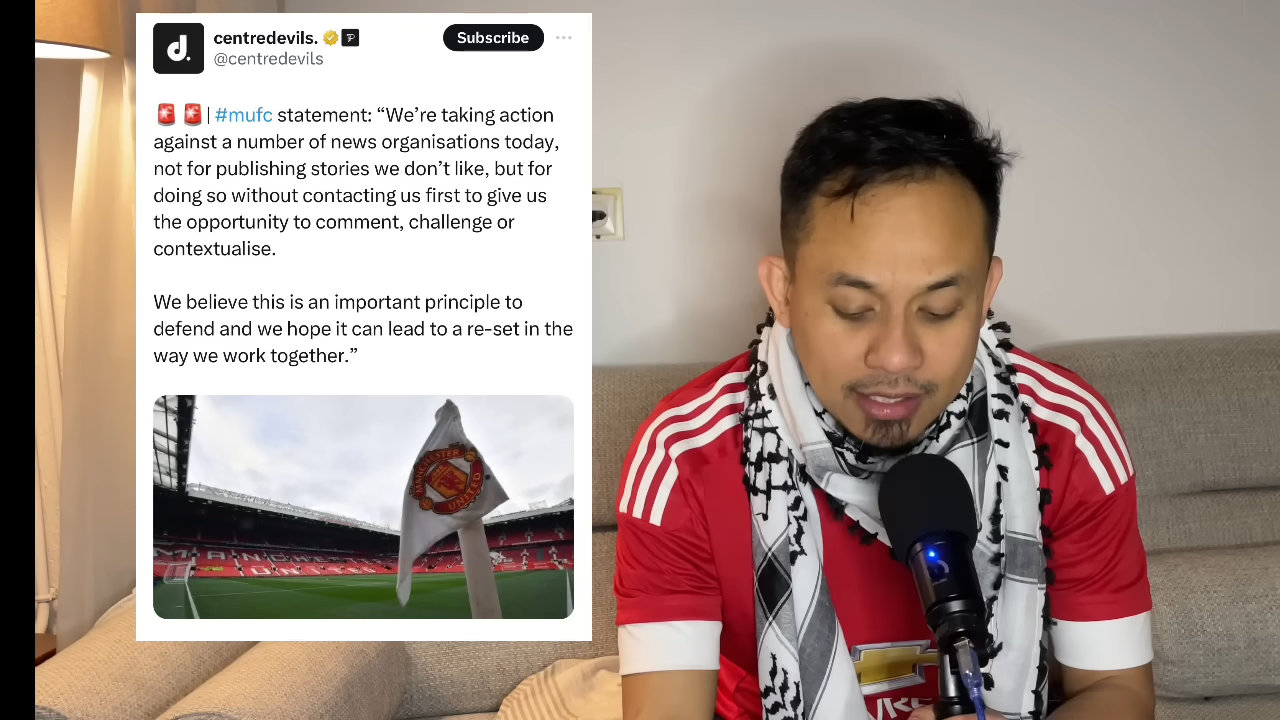 centredevils.
@centredevils
Subscribe
🚨🚨| #mufc statement: “We’re taking action
against a number of news organisations today,
not for publishing stories we don’t like, but for
doing so without contacting us first to give us
the opportunity to comment, challenge or
contextualise.
We believe this is an important principle to
defend and we hope it can lead to a re-set in the
way we work together.”
MANCHESTER
UNITED